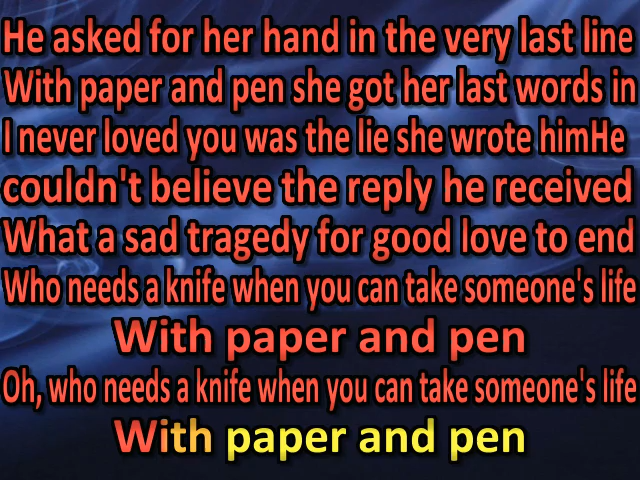 He asked for her hand in the very last line
With paper and pen she got her last words in
I never loved you was the lie she wrote himHe
couldn't believe the reply he received
What a sad tragedy for good love to end
Who needs a knife when you can take someone's life
With paper and pen
Oh, who needs a knife when you can take someone's life
With paper and pen